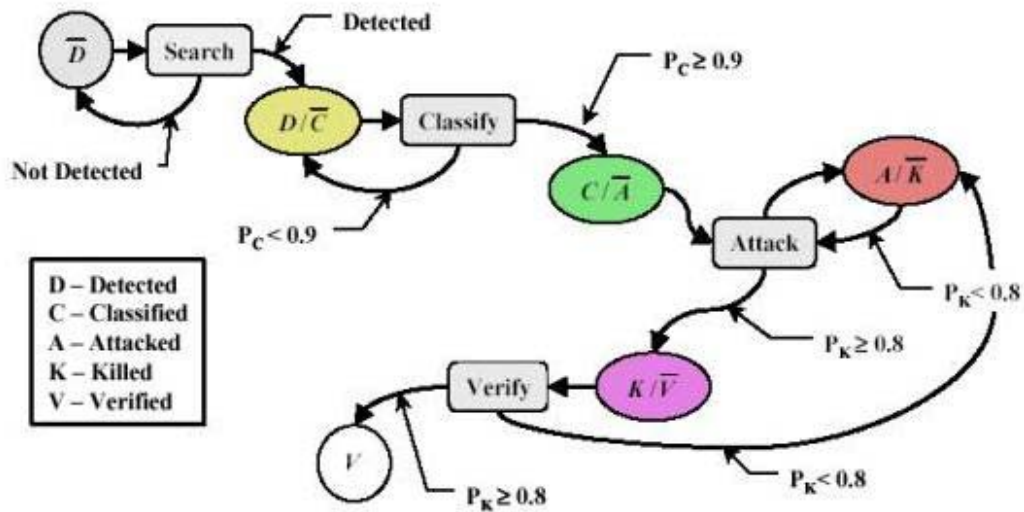 D̅
Search
Detected
Not Detected
D/C̅
Classify
P_C ≥ 0.9
P_C < 0.9
C/A̅
A/K̅
Attack
P_K < 0.8
P_K ≥ 0.8
K/V̅
Verify
V
P_K ≥ 0.8
P_K < 0.8
D – Detected
C – Classified
A – Attacked
K – Killed
V – Verified